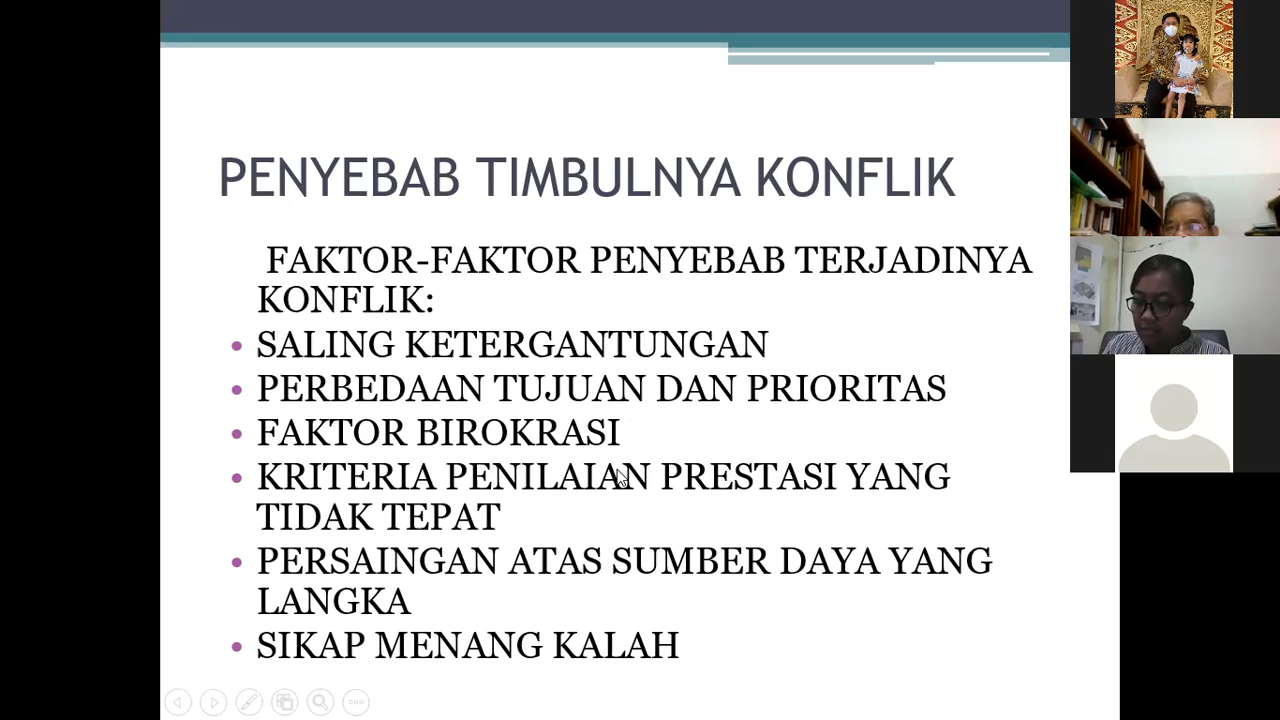 PENYEBAB TIMBULNYA KONFLIK
FAKTOR-FAKTOR PENYEBAB TERJADINYA
KONFLIK:
• SALING KETERGANTUNGAN
• PERBEDAAN TUJUAN DAN PRIORITAS
• FAKTOR BIROKRASI
• KRITERIA PENILAIAN PRESTASI YANG
TIDAK TEPAT
• PERSAINGAN ATAS SUMBER DAYA YANG
LANGKA
• SIKAP MENANG KALAH